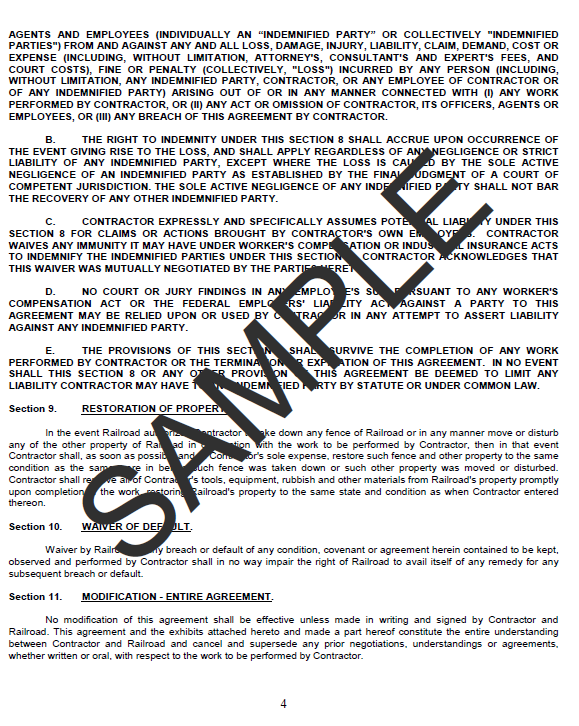 AGENTS AND EMPLOYEES (INDIVIDUALLY AN “INDEMNIFIED PARTY” OR COLLECTIVELY "INDEMNIFIED
PARTIES") FROM AND AGAINST ANY AND ALL LOSS, DAMAGE, INJURY, LIABILITY, CLAIM, DEMAND, COST OR
EXPENSE (INCLUDING, WITHOUT LIMITATION, ATTORNEY'S, CONSULTANT'S AND EXPERT'S FEES, AND
COURT COSTS), FINE OR PENALTY (COLLECTIVELY, "LOSS") INCURRED BY ANY PERSON (INCLUDING,
WITHOUT LIMITATION, ANY INDEMNIFIED PARTY, CONTRACTOR, OR ANY EMPLOYEE OF CONTRACTOR OR
OF ANY INDEMNIFIED PARTY) ARISING OUT OF OR IN ANY MANNER CONNECTED WITH (I) ANY WORK
PERFORMED BY CONTRACTOR, OR (II) ANY ACT OR OMISSION OF CONTRACTOR, ITS OFFICERS, AGENTS OR
EMPLOYEES, OR (III) ANY BREACH OF THIS AGREEMENT BY CONTRACTOR.
B. THE RIGHT TO INDEMNITY UNDER THIS SECTION 8 SHALL ACCRUE UPON OCCURRENCE OF
THE EVENT GIVING RISE TO THE LOSS, AND SHALL APPLY REGARDLESS OF ANY NEGLIGENCE OR STRICT
LIABILITY OF ANY INDEMNIFIED PARTY, EXCEPT WHERE THE LOSS IS CAUSED BY THE SOLE ACTIVE
NEGLIGENCE OF AN INDEMNIFIED PARTY AS ESTABLISHED BY THE FINAL JUDGMENT OF A COURT OF
COMPETENT JURISDICTION. THE SOLE ACTIVE NEGLIGENCE OF ANY INDEMNIFIED PARTY SHALL NOT BAR
THE RECOVERY OF ANY OTHER INDEMNIFIED PARTY.
C. CONTRACTOR EXPRESSLY AND SPECIFICALLY ASSUMES POTENTIAL LIABILITY UNDER THIS
SECTION 8 FOR CLAIMS OR ACTIONS BROUGHT BY CONTRACTOR'S OWN EMPLOYEES. CONTRACTOR
WAIVES ANY IMMUNITY IT MAY HAVE UNDER WORKER'S COMPENSATION OR INDUSTRIAL INSURANCE ACTS
TO INDEMNIFY THE INDEMNIFIED PARTIES UNDER THIS SECTION CONTRACTOR ACKNOWLEDGES THAT
THIS WAIVER WAS MUTUALLY NEGOTIATED BY THE PARTIES HERETO
D. NO COURT OR JURY FINDINGS IN ANY EMPLOYEE'S SUIT PURSUANT TO ANY WORKER'S
COMPENSATION ACT OR THE FEDERAL EMPLOYERS' LIABILITY ACT AGAINST A PARTY TO THIS
AGREEMENT MAY BE RELIED UPON OR USED BY CONTRACTOR IN ANY ATTEMPT TO ASSERT LIABILITY
AGAINST ANY INDEMNIFIED PARTY.
E. THE PROVISIONS OF THIS SECTION SHALL SURVIVE THE COMPLETION OF ANY WORK
PERFORMED BY CONTRACTOR OR THE TERMINATION OR EXPIRATION OF THIS AGREEMENT. IN NO EVENT
SHALL THIS SECTION 8 OR ANY OTHER PROVISION THIS AGREEMENT BE DEEMED TO LIMIT ANY
LIABILITY CONTRACTOR MAY HAVE TO INDEMNIFIED PARTY BY STATUTE OR UNDER COMMON LAW.
Section 9. RESTORATION OF PROPERTY
In the event Railroad authorizes Contractor to take down any fence of Railroad or in any manner move or disturb
any of the other property of Railroad in connection with the work to be performed by Contractor, then in that event
Contractor shall, as soon as possible and Contractor's sole expense, restore such fence and other property to the same
condition as the same were in before such fence was taken down or such other property was moved or disturbed.
Contractor shall remove all of Contractor's tools, equipment, rubbish and other materials from Railroad's property promptly
upon completion the work, restoring Railroad's property to the same state and condition as when Contractor entered
thereon.
Section 10. WAIVER OF DEFAULT.
Waiver by Railroad any breach or default of any condition, covenant or agreement herein contained to be kept,
observed and performed by Contractor shall in no way impair the right of Railroad to avail itself of any remedy for any
subsequent breach or default.
Section 11. MODIFICATION - ENTIRE AGREEMENT.
No modification of this agreement shall be effective unless made in writing and signed by Contractor and
Railroad. This agreement and the exhibits attached hereto and made a part hereof constitute the entire understanding
between Contractor and Railroad and cancel and supersede any prior negotiations, understandings or agreements,
whether written or oral, with respect to the work to be performed by Contractor.
4
SAMPLE